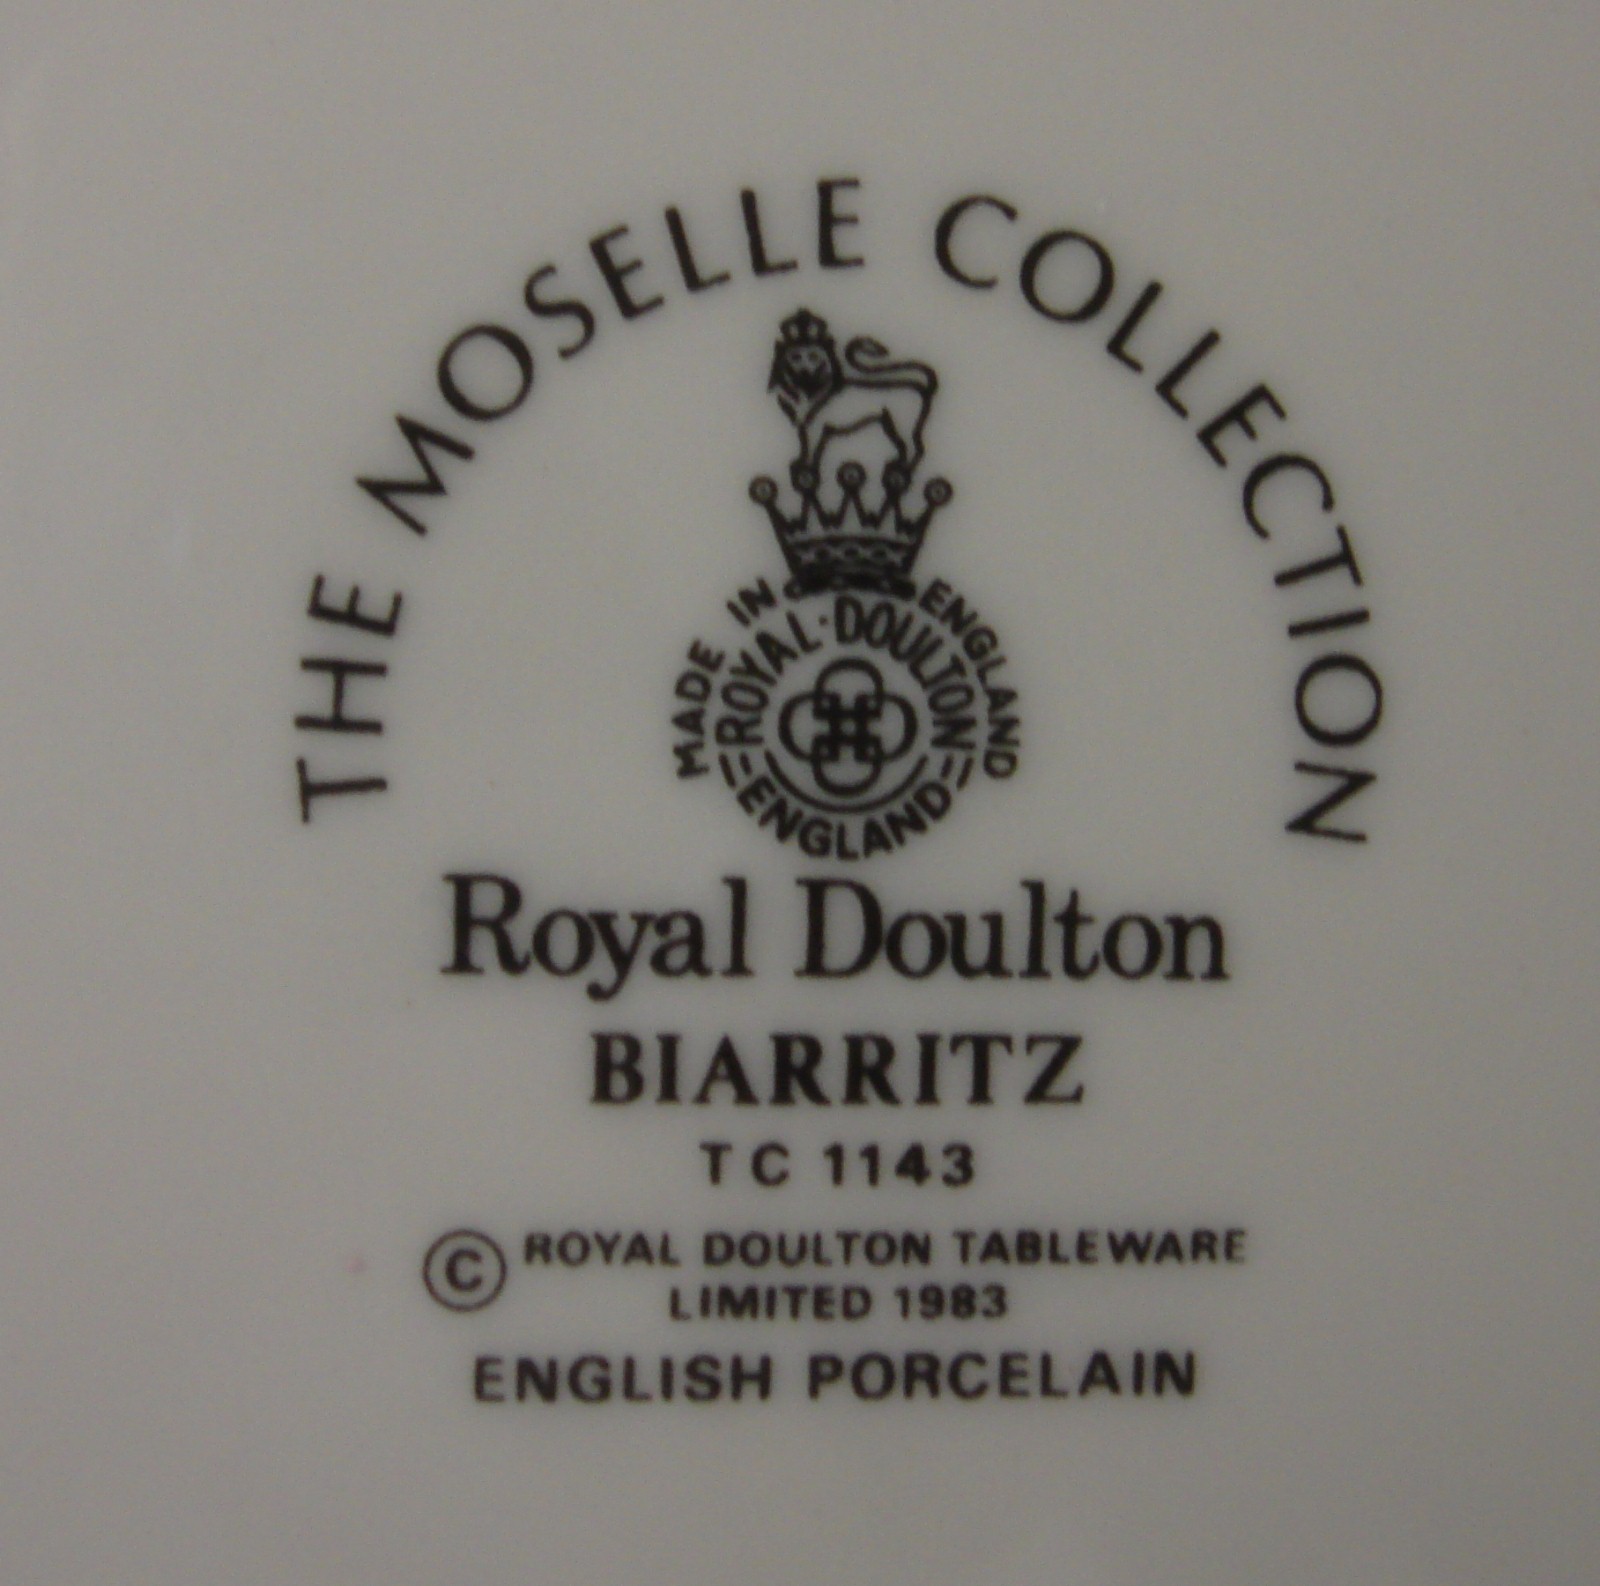 THE MOSELLE COLLECTION
MADE IN ENGLAND
ROYAL·DOULTON
ENGLAND
Royal Doulton
BIARRITZ
TC 1143
© ROYAL DOULTON TABLEWARE
LIMITED 1983
ENGLISH PORCELAIN